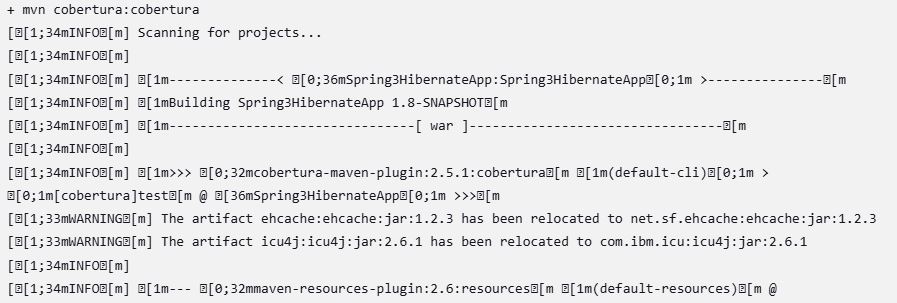 + mvn cobertura:cobertura
[�[1;34mINFO�[m] Scanning for projects...
[�[1;34mINFO�[m]
[�[1;34mINFO�[m] �[1m--------------< �[0;36mSpring3HibernateApp:Spring3HibernateApp�[0;1m >---------------�[m
[�[1;34mINFO�[m] �[1mBuilding Spring3HibernateApp 1.8-SNAPSHOT�[m
[�[1;34mINFO�[m] �[1m--------------------------------[ war ]---------------------------------�[m
[�[1;34mINFO�[m]
[�[1;34mINFO�[m] �[1m>>> �[0;32mcobertura-maven-plugin:2.5.1:cobertura�[m �[1m(default-cli)�[0;1m >
�[0;1m[cobertura]test�[m @ �[36mSpring3HibernateApp�[0;1m >>>�[m
[�[1;33mWARNING�[m] The artifact ehcache:ehcache:jar:1.2.3 has been relocated to net.sf.ehcache:ehcache:jar:1.2.3
[�[1;33mWARNING�[m] The artifact icu4j:icu4j:jar:2.6.1 has been relocated to com.ibm.icu:icu4j:jar:2.6.1
[�[1;34mINFO�[m]
[�[1;34mINFO�[m] �[1m--- �[0;32mmaven-resources-plugin:2.6:resources�[m �[1m(default-resources)�[m @